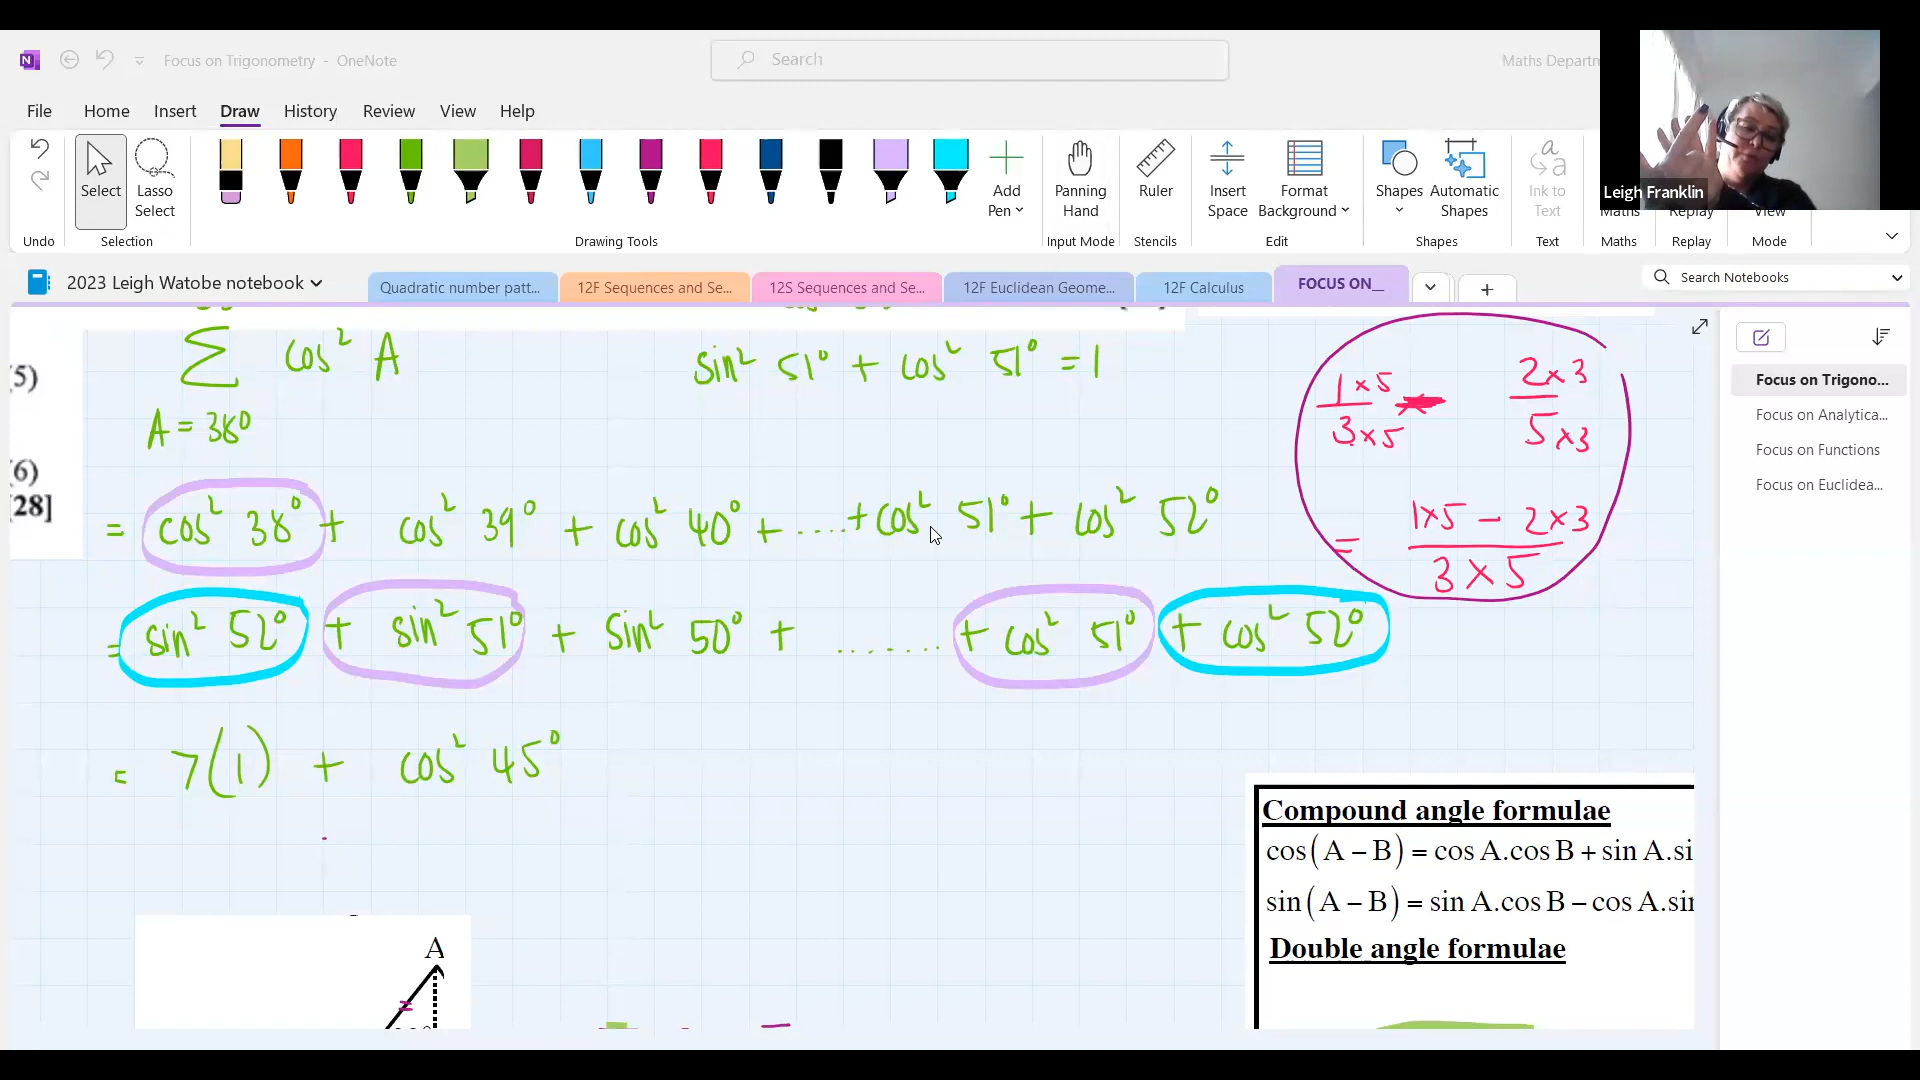 Focus on Trigonometry - OneNote
Search
Maths Departm
File Home Insert Draw History Review View Help
Select
Lasso Select
Add Pen
Panning Hand
Ruler
Insert Space
Format Background
Shapes
Automatic Shapes
Ink to Text
Maths
Replay
View
Leigh Franklin
Undo
Selection
Drawing Tools
Input Mode
Stencils
Edit
Shapes
Text
Maths
Replay
Mode
2023 Leigh Watobe notebook
Quadratic number patt...
12F Sequences and Se...
12S Sequences and Se...
12F Euclidean Geome...
12F Calculus
FOCUS ON_
Search Notebooks
Focus on Trigono...
Focus on Analytica...
Focus on Functions
Focus on Euclidea...
5)
(6)
[28]
∑ cos² A
A = 38°
sin² 51° + cos² 51° = 1
1×5 2×3
3×5 5×3
= 1×5 − 2×3
3 × 5
= cos² 38° + cos² 39° + cos² 40° + .... + cos² 51° + cos² 52°
= sin² 52° + sin² 51° + sin² 50° + ....... + cos² 51° + cos² 52°
= 7(1) + cos² 45°
Compound angle formulae
cos(A − B) = cos A.cos B + sin A.si
sin(A − B) = sin A.cos B − cos A.sin
Double angle formulae
A